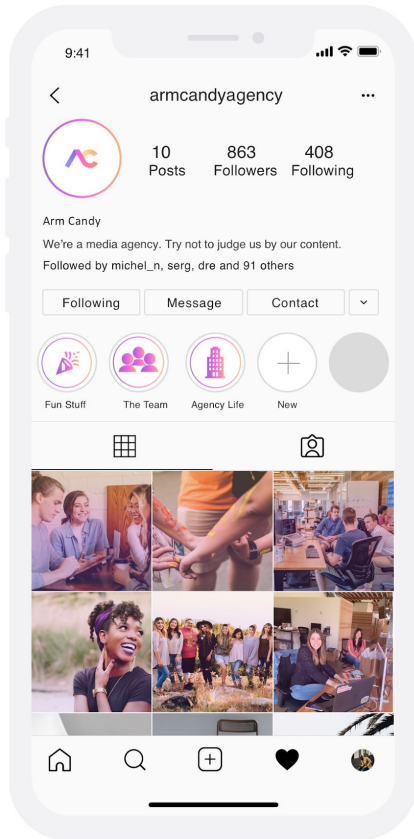 9:41
armcandyagency
AC
10 863 408
Posts Followers Following
Arm Candy
We're a media agency. Try not to judge us by our content.
Followed by michel_n, serg, dre and 91 others
Following Message Contact
Fun Stuff The Team Agency Life New